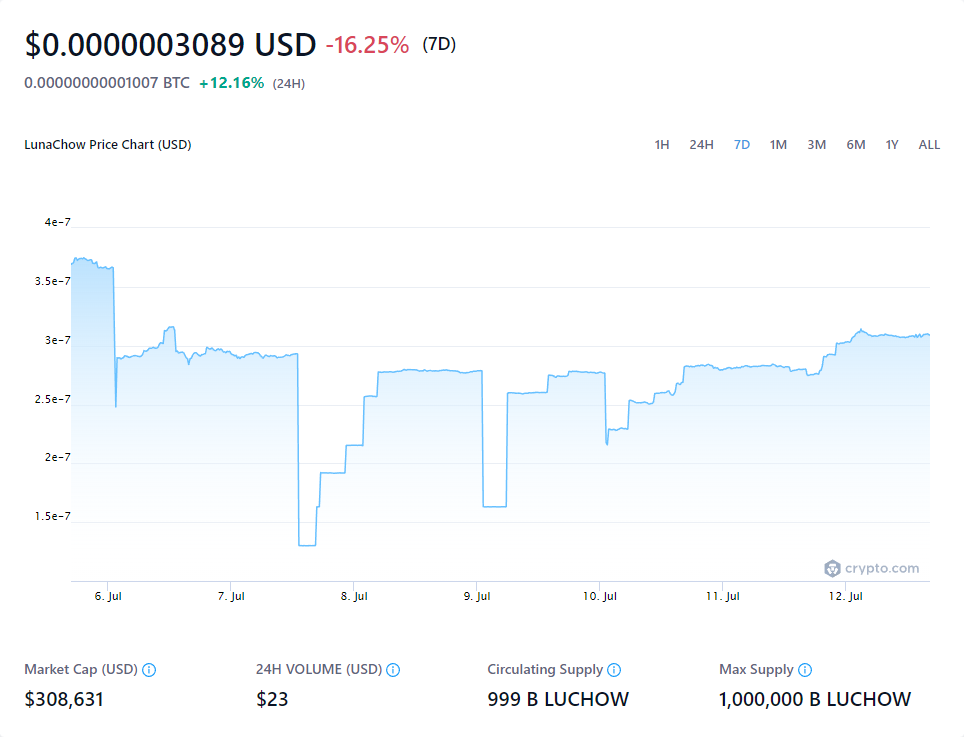 $0.0000003089 USD -16.25% (7D)
0.00000000001007 BTC +12.16% (24H)
LunaChow Price Chart (USD) 1H 24H 7D 1M 3M 6M 1Y ALL
4e-7
3.5e-7
3e-7
2.5e-7
2e-7
1.5e-7
crypto.com
6. Jul 7. Jul 8. Jul 9. Jul 10. Jul 11. Jul 12. Jul
Market Cap (USD) 24H VOLUME (USD) Circulating Supply Max Supply
$308,631 $23 999 B LUCHOW 1,000,000 B LUCHOW